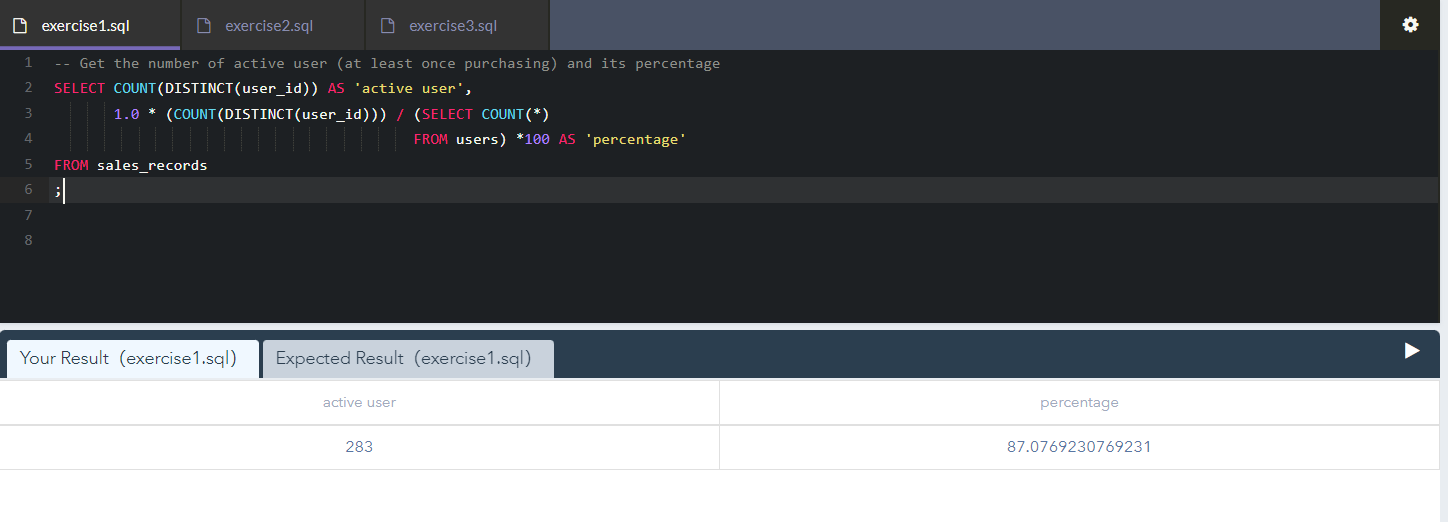 exercise1.sql exercise2.sql exercise3.sql
1 -- Get the number of active user (at least once purchasing) and its percentage
2 SELECT COUNT(DISTINCT(user_id)) AS 'active user',
3 1.0 * (COUNT(DISTINCT(user_id))) / (SELECT COUNT(*)
4 FROM users) *100 AS 'percentage'
5 FROM sales_records
6 ;
7
8
Your Result (exercise1.sql) Expected Result (exercise1.sql)
active user percentage
283 87.0769230769231